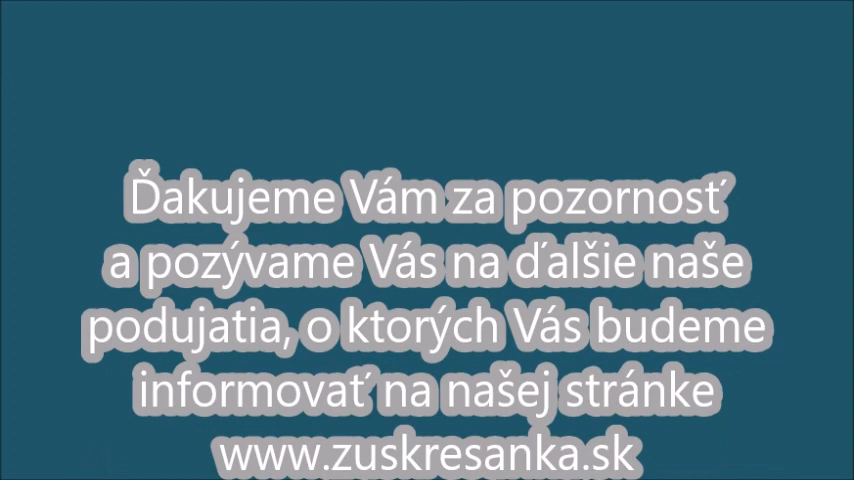 Ďakujeme Vám za pozornosť
a pozývame Vás na ďalšie naše
podujatia, o ktorých Vás budeme
informovať na našej stránke
www.zuskresanka.sk